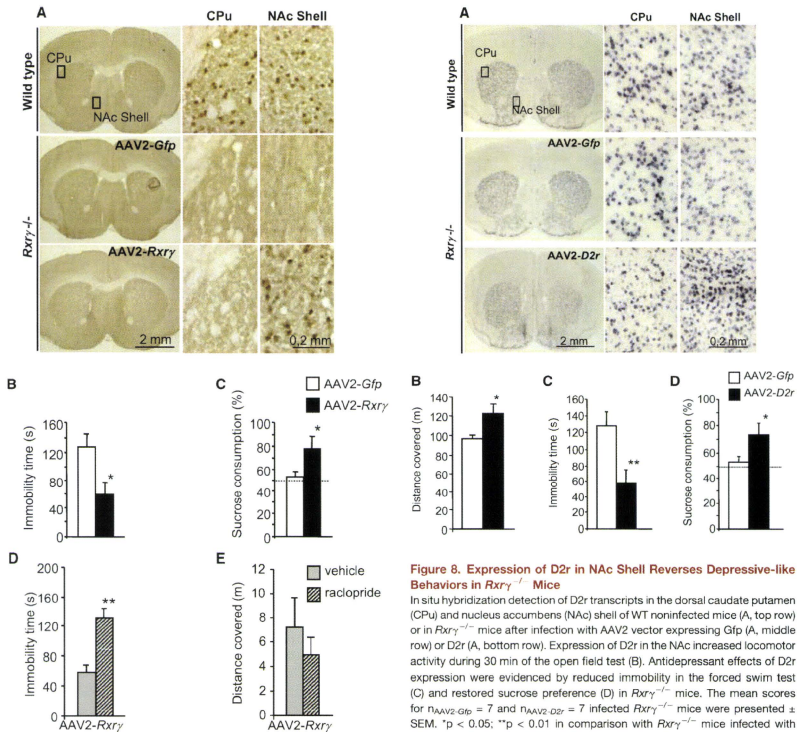 A
CPu NAc Shell
Wild type
CPu
NAc Shell
AAV2-Gfp
Rxrγ-/-
AAV2-Rxrγ
2 mm 0,2 mm
B
Immobility time (s)
160
120
80
40
0
*
C
AAV2-Gfp
AAV2-Rxrγ
Sucrose consumption (%)
100
80
60
40
20
0
*
D
Immobility time (s)
200
160
120
80
40
0
**
AAV2-Rxrγ
E
vehicle
raclopride
Distance covered (m)
12
10
8
6
4
2
0
AAV2-Rxrγ
A
CPu NAc Shell
Wild type
CPu
NAc Shell
AAV2-Gfp
Rxrγ-/-
AAV2-D2r
2 mm 0,2 mm
B
Distance covered (m)
140
120
100
80
60
40
0
*
C
Immobility time (s)
160
140
120
100
80
60
40
20
0
**
D
AAV2-Gfp
AAV2-D2r
Sucrose consumption (%)
100
80
60
40
20
0
*
Figure 8. Expression of D2r in NAc Shell Reverses Depressive-like
Behaviors in Rxrγ−/− Mice
In situ hybridization detection of D2r transcripts in the dorsal caudate putamen
(CPu) and nucleus accumbens (NAc) shell of WT noninfected mice (A, top row)
or in Rxrγ−/− mice after infection with AAV2 vector expressing Gfp (A, middle
row) or D2r (A, bottom row). Expression of D2r in the NAc increased locomotor
activity during 30 min of the open field test (B). Antidepressant effects of D2r
expression were evidenced by reduced immobility in the forced swim test
(C) and restored sucrose preference (D) in Rxrγ−/− mice. The mean scores
for nAAV2-Gfp = 7 and nAAV2-D2r = 7 infected Rxrγ−/− mice were presented ±
SEM. *p < 0.05; **p < 0.01 in comparison with Rxrγ−/− mice infected with